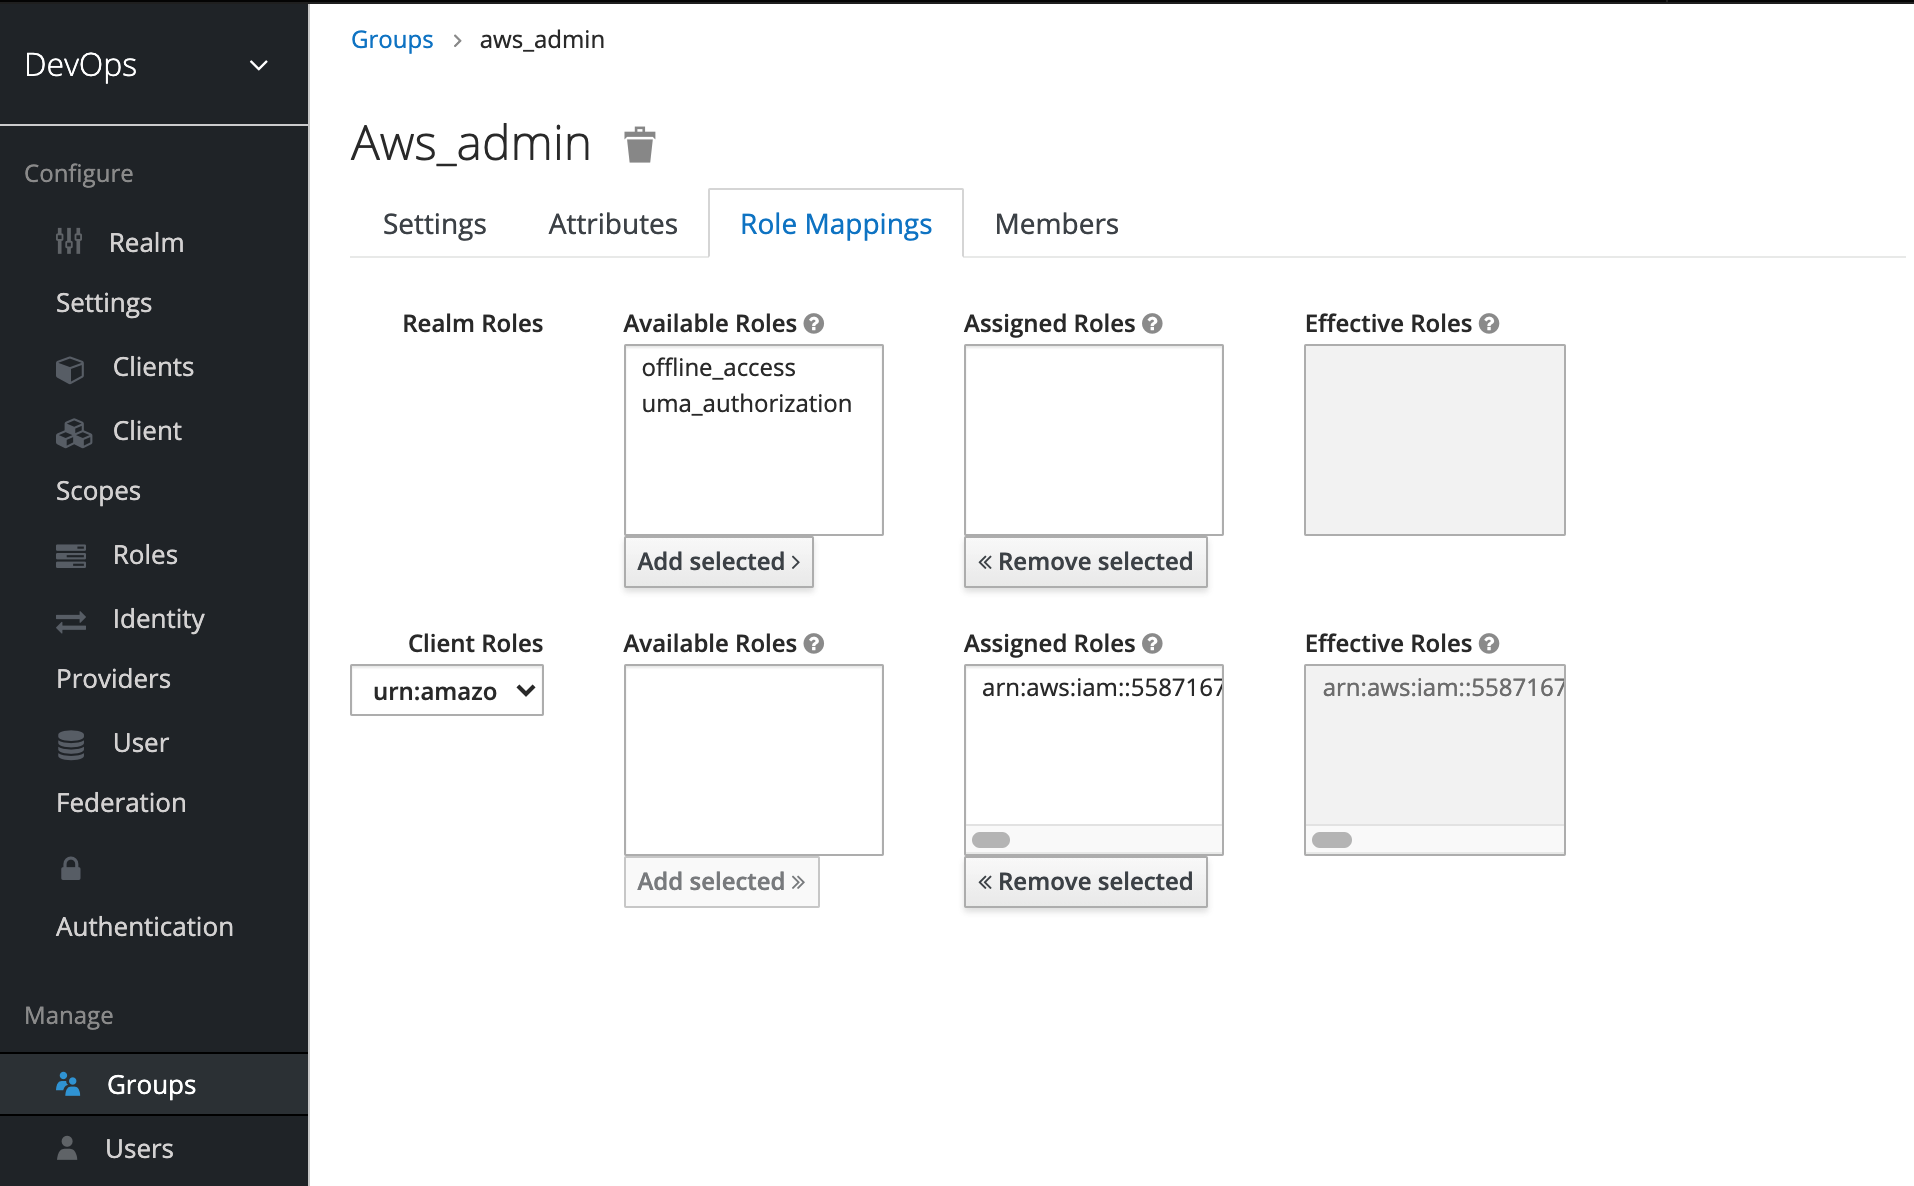 DevOps
Configure
Realm
Settings
Clients
Client
Scopes
Roles
Identity
Providers
User
Federation
Authentication
Manage
Groups
Users
Groups > aws_admin
Aws_admin
Settings Attributes Role Mappings Members
Realm Roles Available Roles Assigned Roles Effective Roles
offline_access
uma_authorization
Add selected › « Remove selected
Client Roles Available Roles Assigned Roles Effective Roles
urn:amazo arn:aws:iam::5587167 arn:aws:iam::5587167
Add selected » « Remove selected